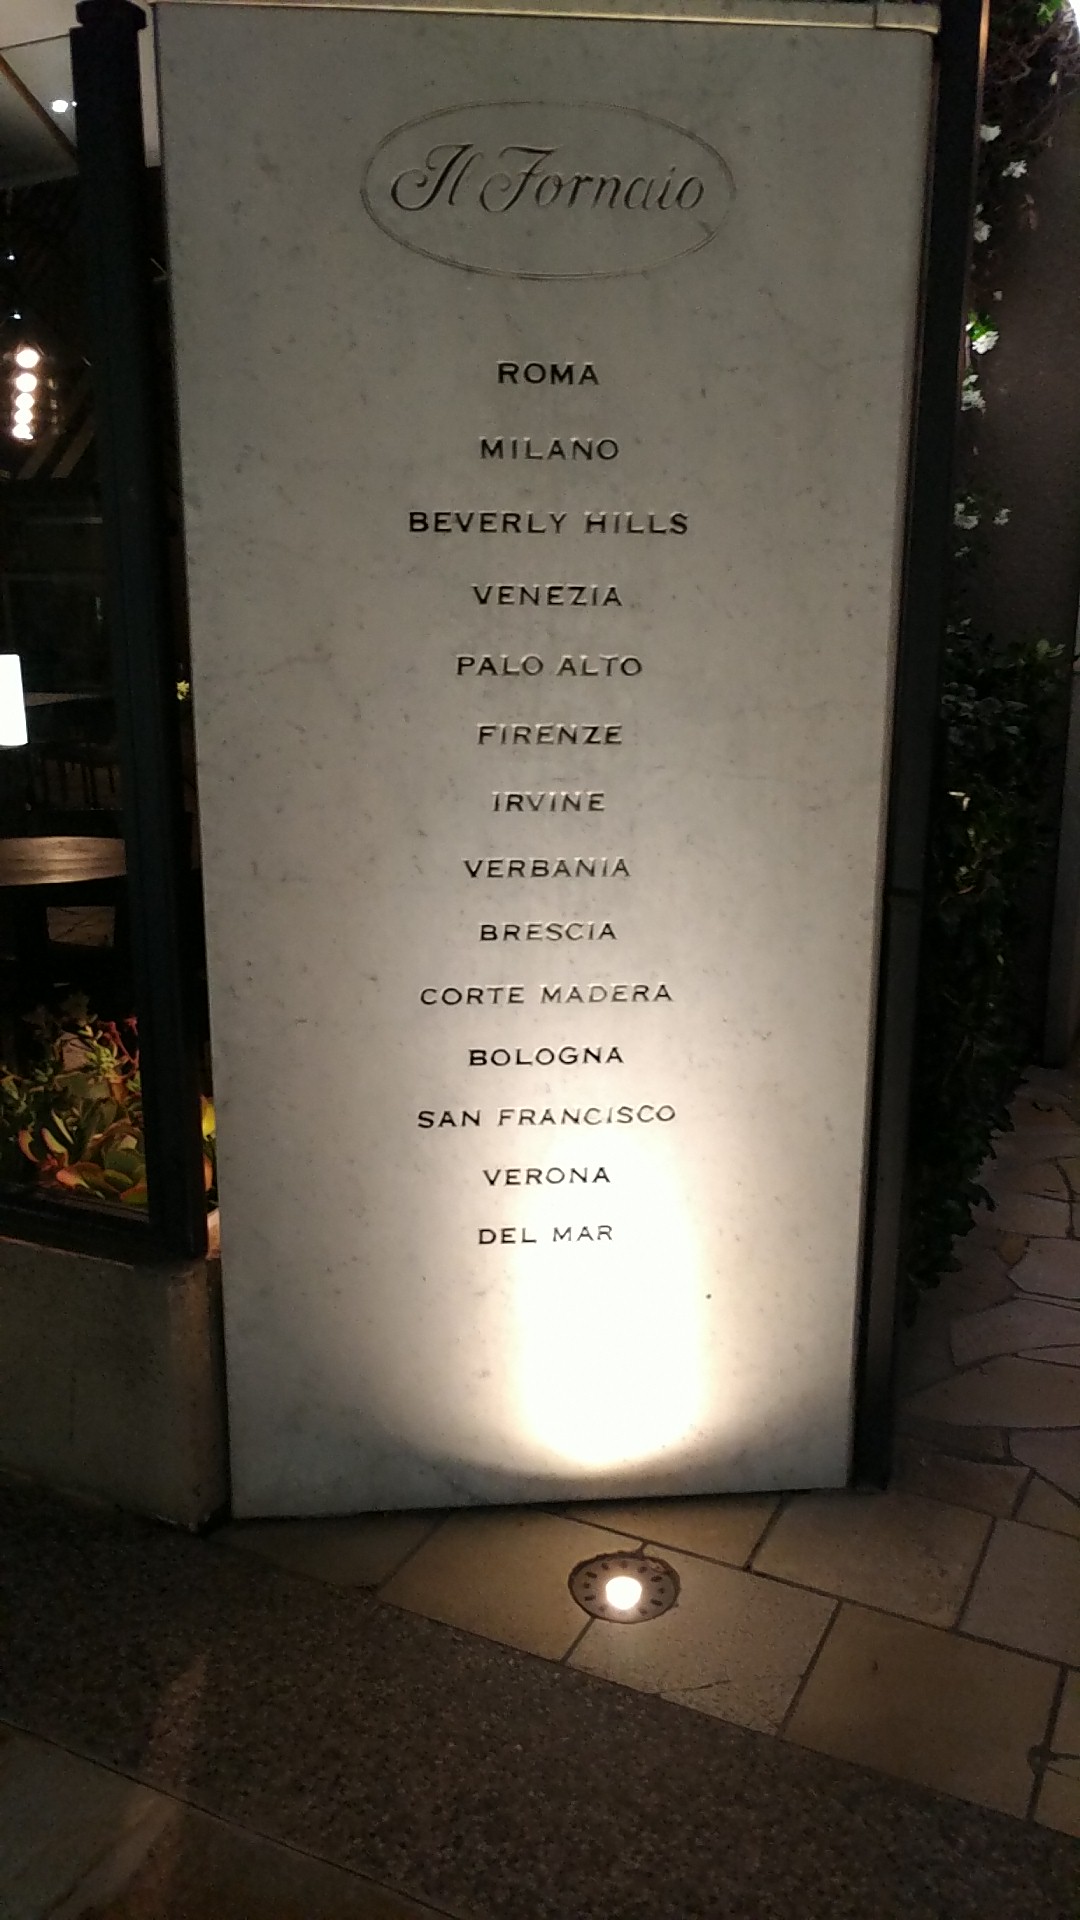 Il Fornaio
ROMA
MILANO
BEVERLY HILLS
VENEZIA
PALO ALTO
FIRENZE
IRVINE
VERBANIA
BRESCIA
CORTE MADERA
BOLOGNA
SAN FRANCISCO
VERONA
DEL MAR